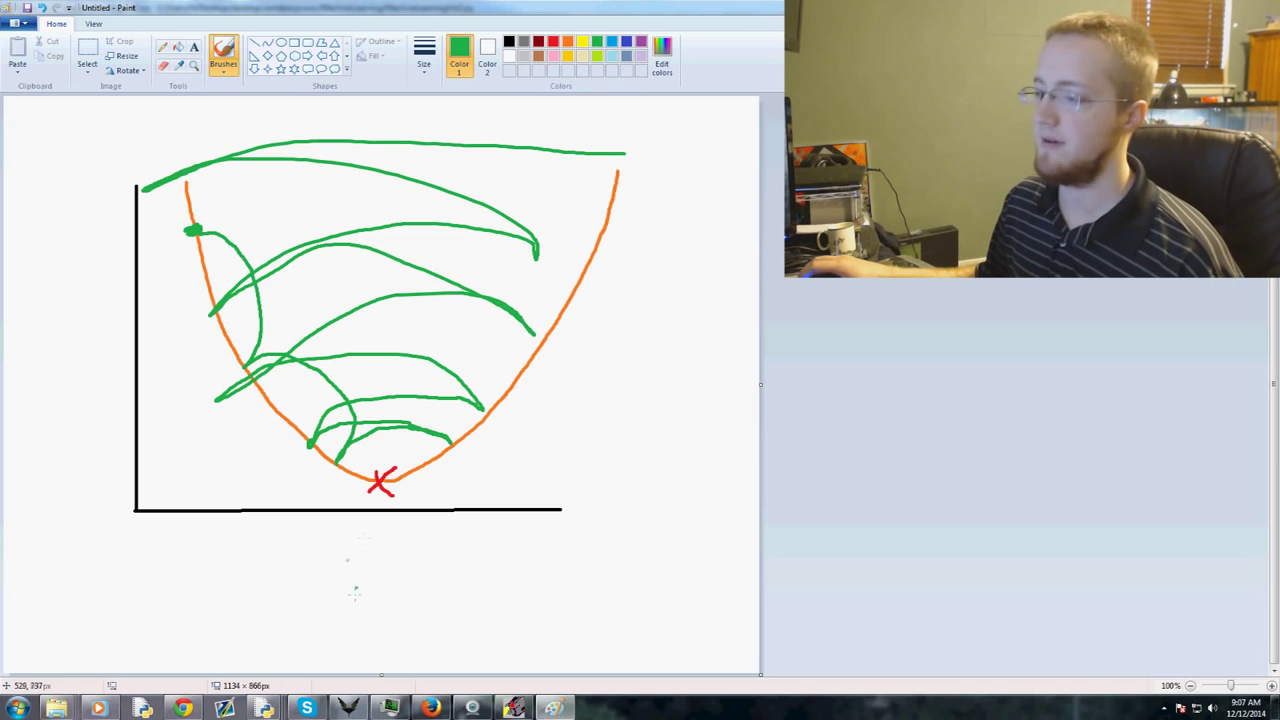 Untitled - Paint
Home View
Paste
Cut
Copy
Clipboard
Select
Crop
Resize
Rotate
Image
A
Tools
Brushes
Outline
Fill
Shapes
Size
Color 1
Color 2
Edit colors
Colors
529, 797px
1134 × 866px
100%
9:07 AM
12/12/2014